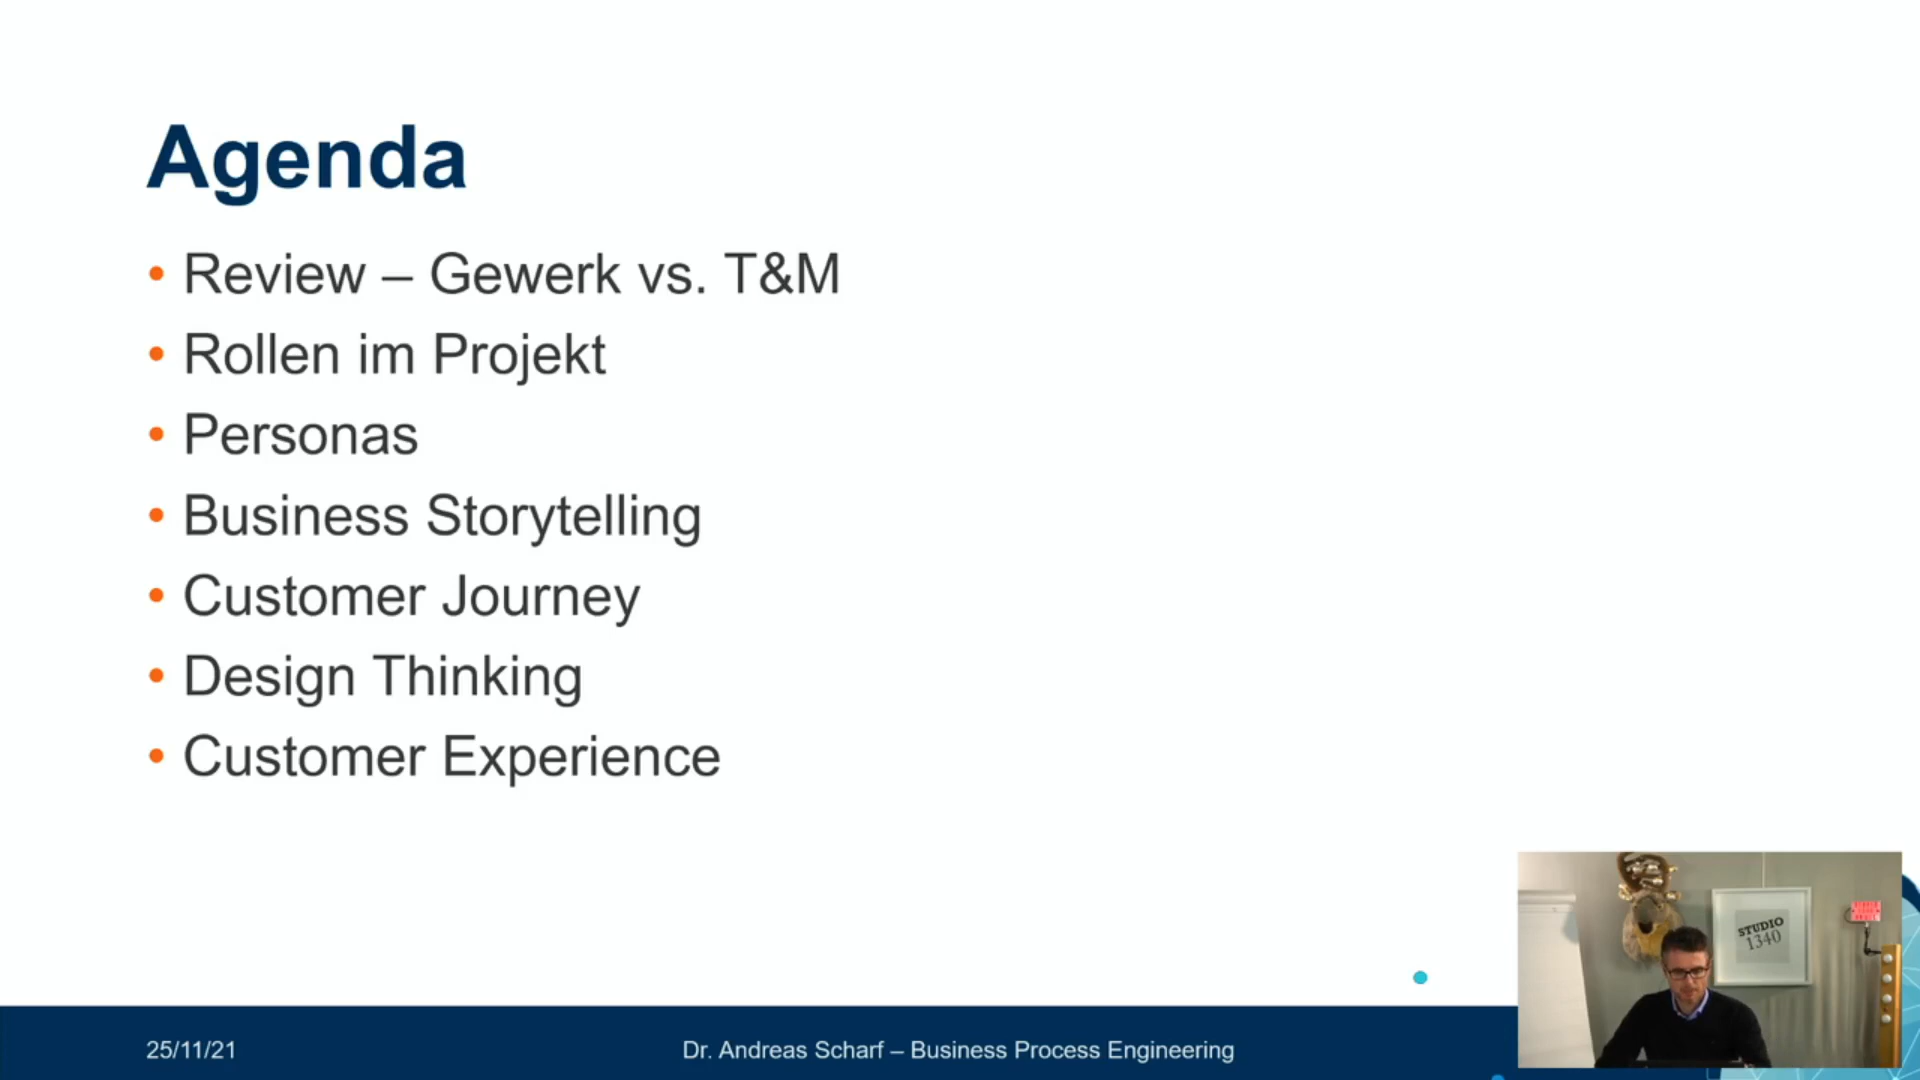 Agenda
• Review – Gewerk vs. T&M
• Rollen im Projekt
• Personas
• Business Storytelling
• Customer Journey
• Design Thinking
• Customer Experience
STUDIO
1340
25/11/21
Dr. Andreas Scharf – Business Process Engineering